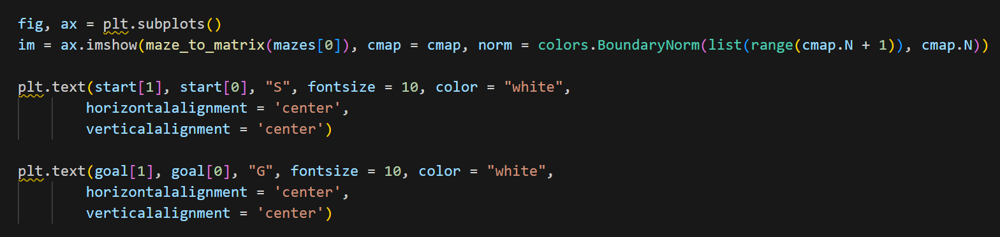 fig, ax = plt.subplots()
im = ax.imshow(maze_to_matrix(mazes[0]), cmap = cmap, norm = colors.BoundaryNorm(list(range(cmap.N + 1)), cmap.N))

plt.text(start[1], start[0], "S", fontsize = 10, color = "white",
        horizontalalignment = 'center',
        verticalalignment = 'center')

plt.text(goal[1], goal[0], "G", fontsize = 10, color = "white",
        horizontalalignment = 'center',
        verticalalignment = 'center')